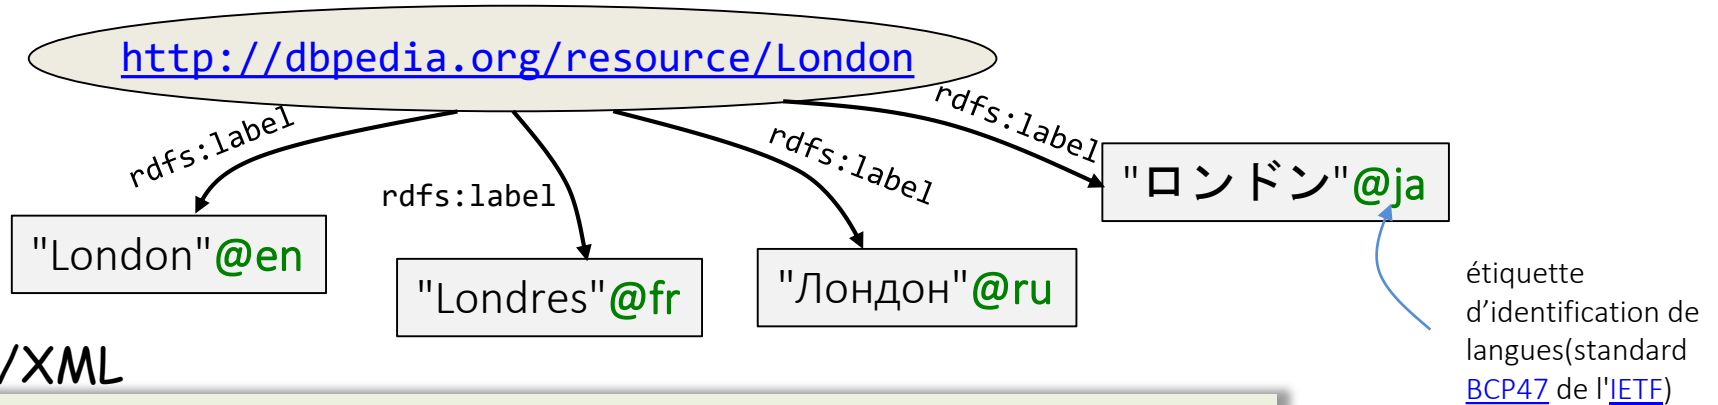 http://dbpedia.org/resource/London
rdfs:label
rdfs:label
rdfs:label
rdfs:label
"London"@en
"Londres"@fr
"Лондон"@ru
"ロンドン"@ja
étiquette
d’identification de
langues(standard
BCP47 de l'IETF)
/XML